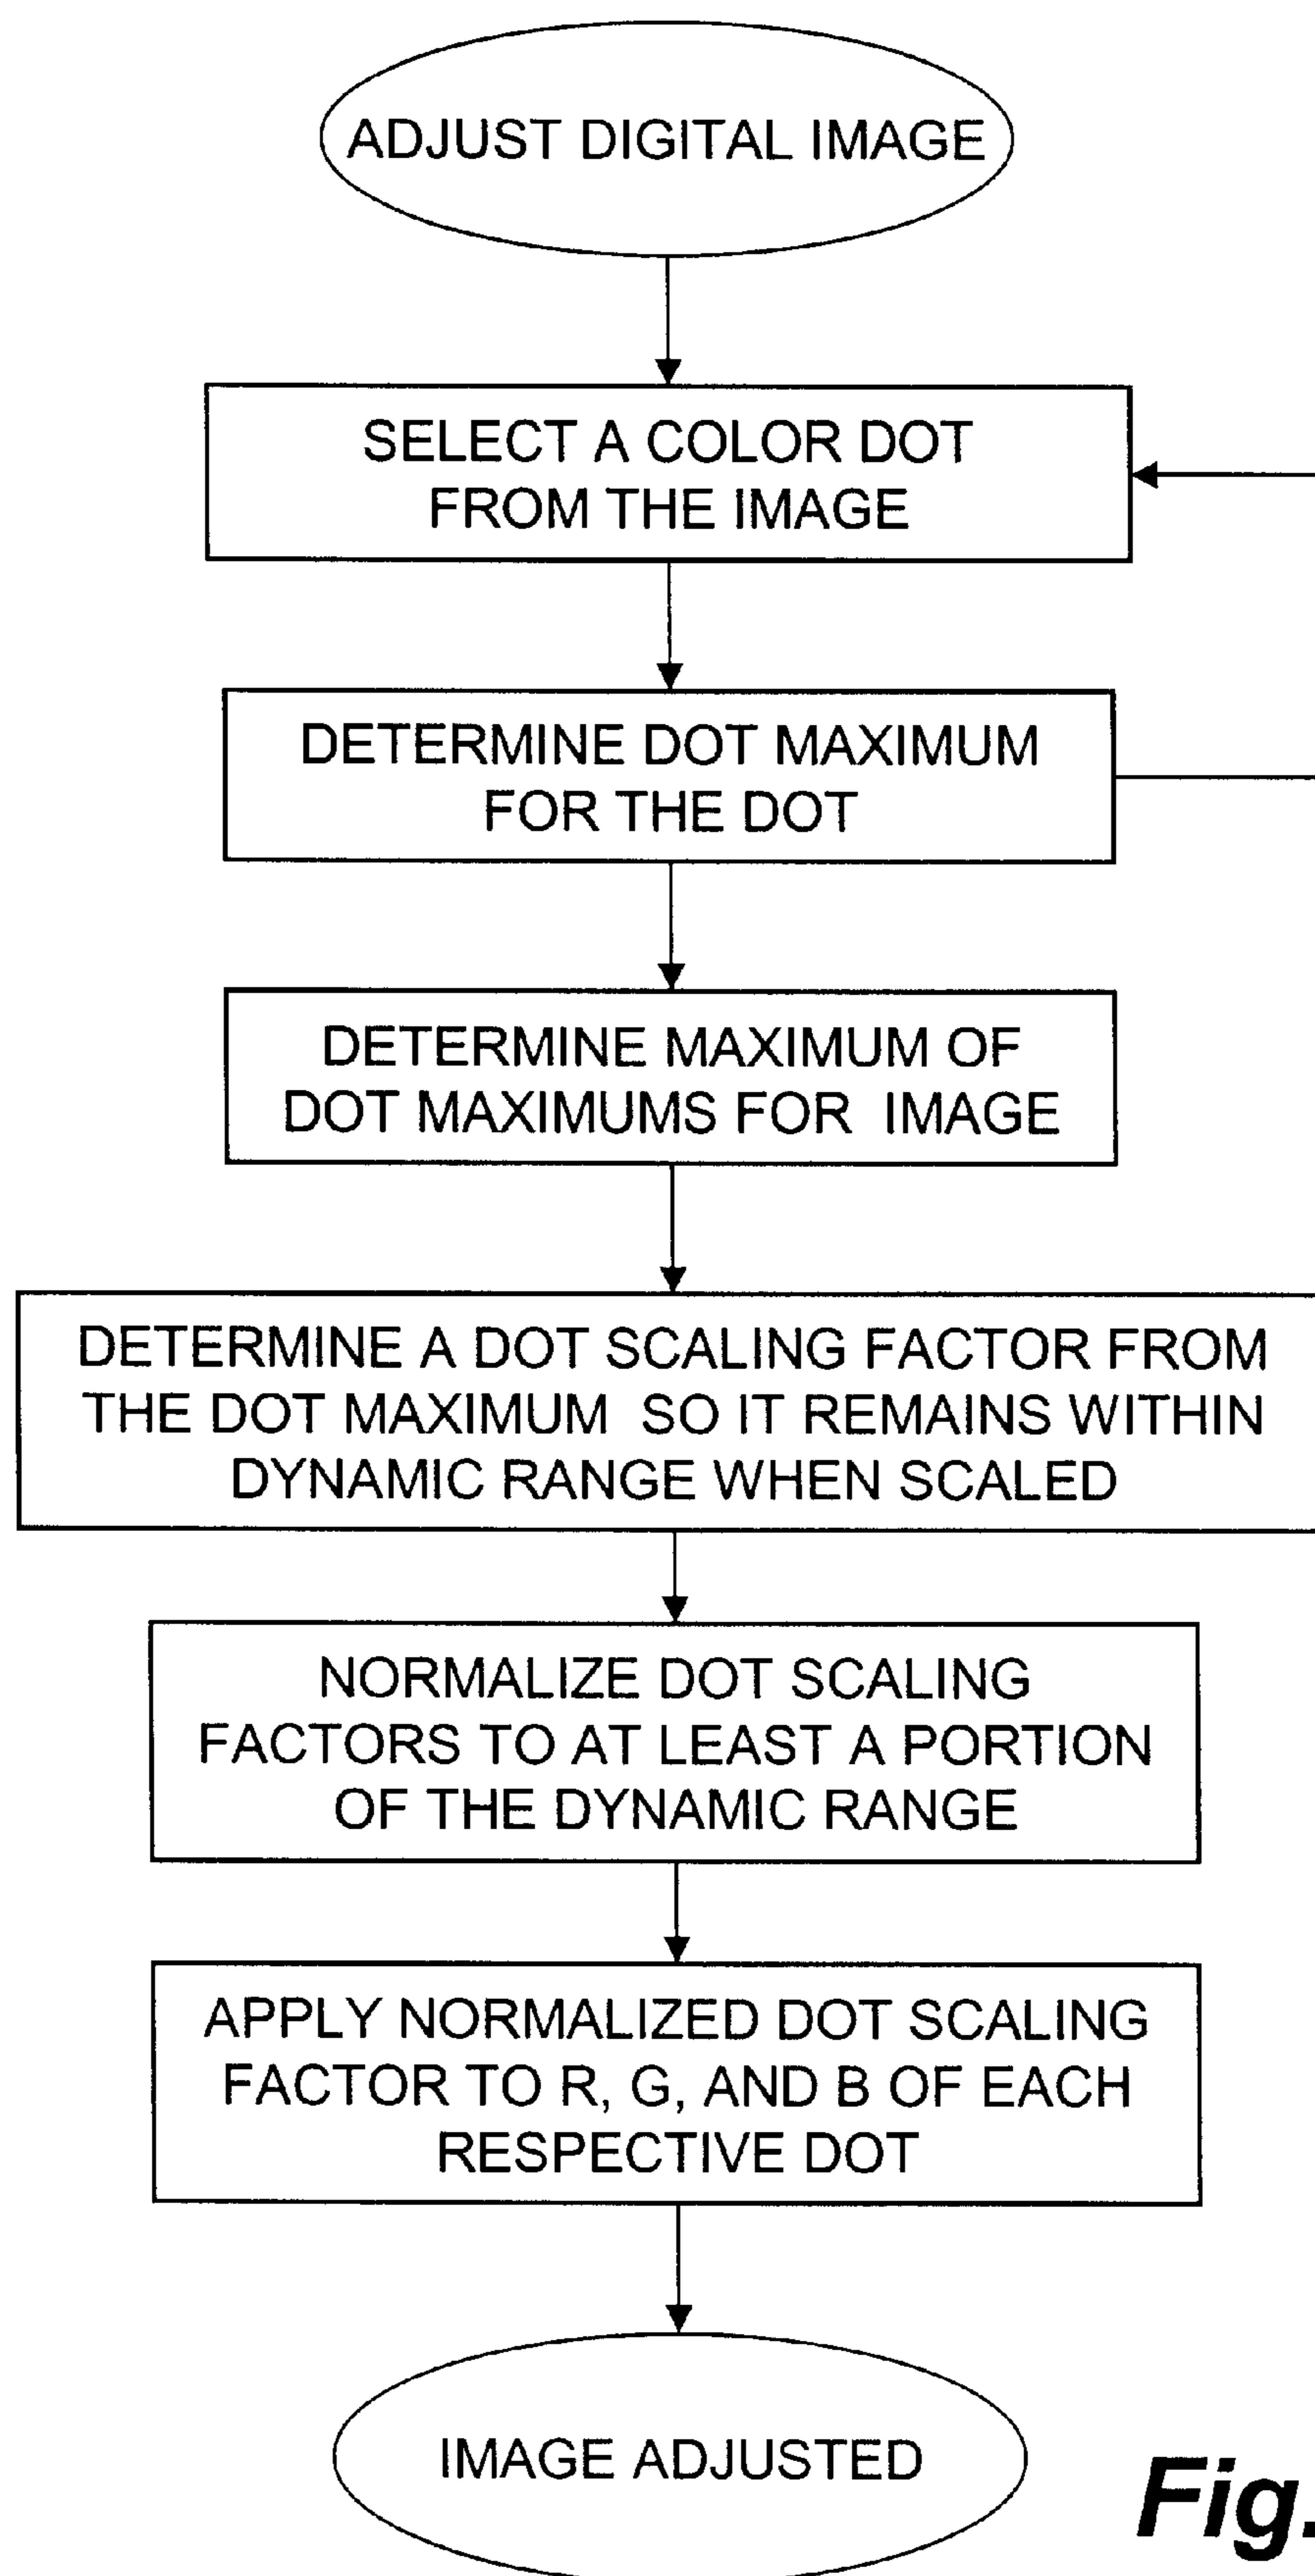 ADJUST DIGITAL IMAGE
SELECT A COLOR DOT
FROM THE IMAGE
DETERMINE DOT MAXIMUM
FOR THE DOT
DETERMINE MAXIMUM OF
DOT MAXIMUMS FOR IMAGE
DETERMINE A DOT SCALING FACTOR FROM
THE DOT MAXIMUM SO IT REMAINS WITHIN
DYNAMIC RANGE WHEN SCALED
NORMALIZE DOT SCALING
FACTORS TO AT LEAST A PORTION
OF THE DYNAMIC RANGE
APPLY NORMALIZED DOT SCALING
FACTOR TO R, G, AND B OF EACH
RESPECTIVE DOT
IMAGE ADJUSTED
Fig.